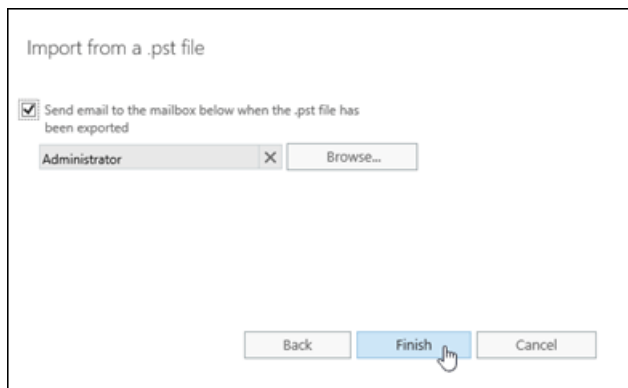 Import from a .pst file
Send email to the mailbox below when the .pst file has
been exported
Administrator
Browse...
Back
Finish
Cancel